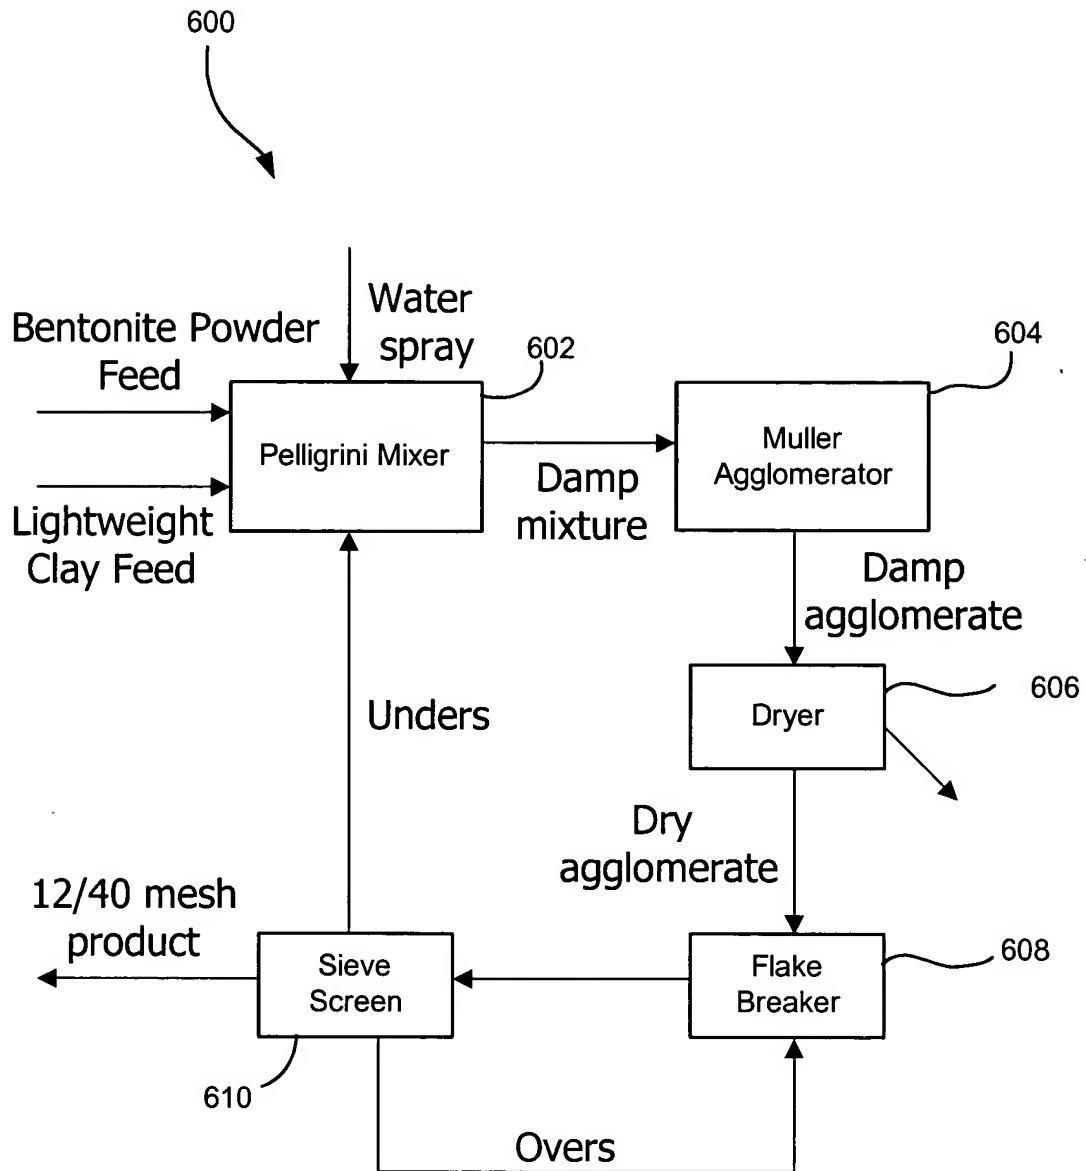 600
Water
spray
Bentonite Powder
Feed
602
604
Pelligrini Mixer
Muller
Agglomerator
Damp
mixture
Lightweight
Clay Feed
Damp
agglomerate
606
Dryer
Unders
Dry
agglomerate
12/40 mesh
product
Sieve
Screen
Flake
Breaker
608
610
Overs